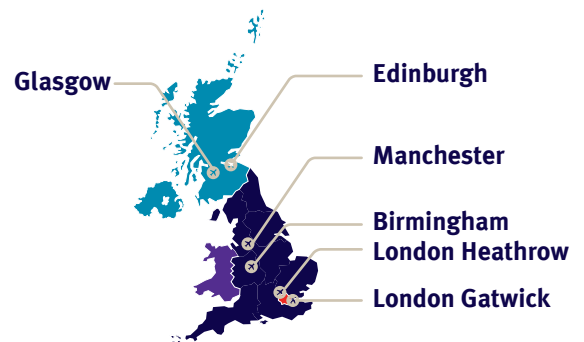 Glasgow
Edinburgh
Manchester
Birmingham
London Heathrow
London Gatwick